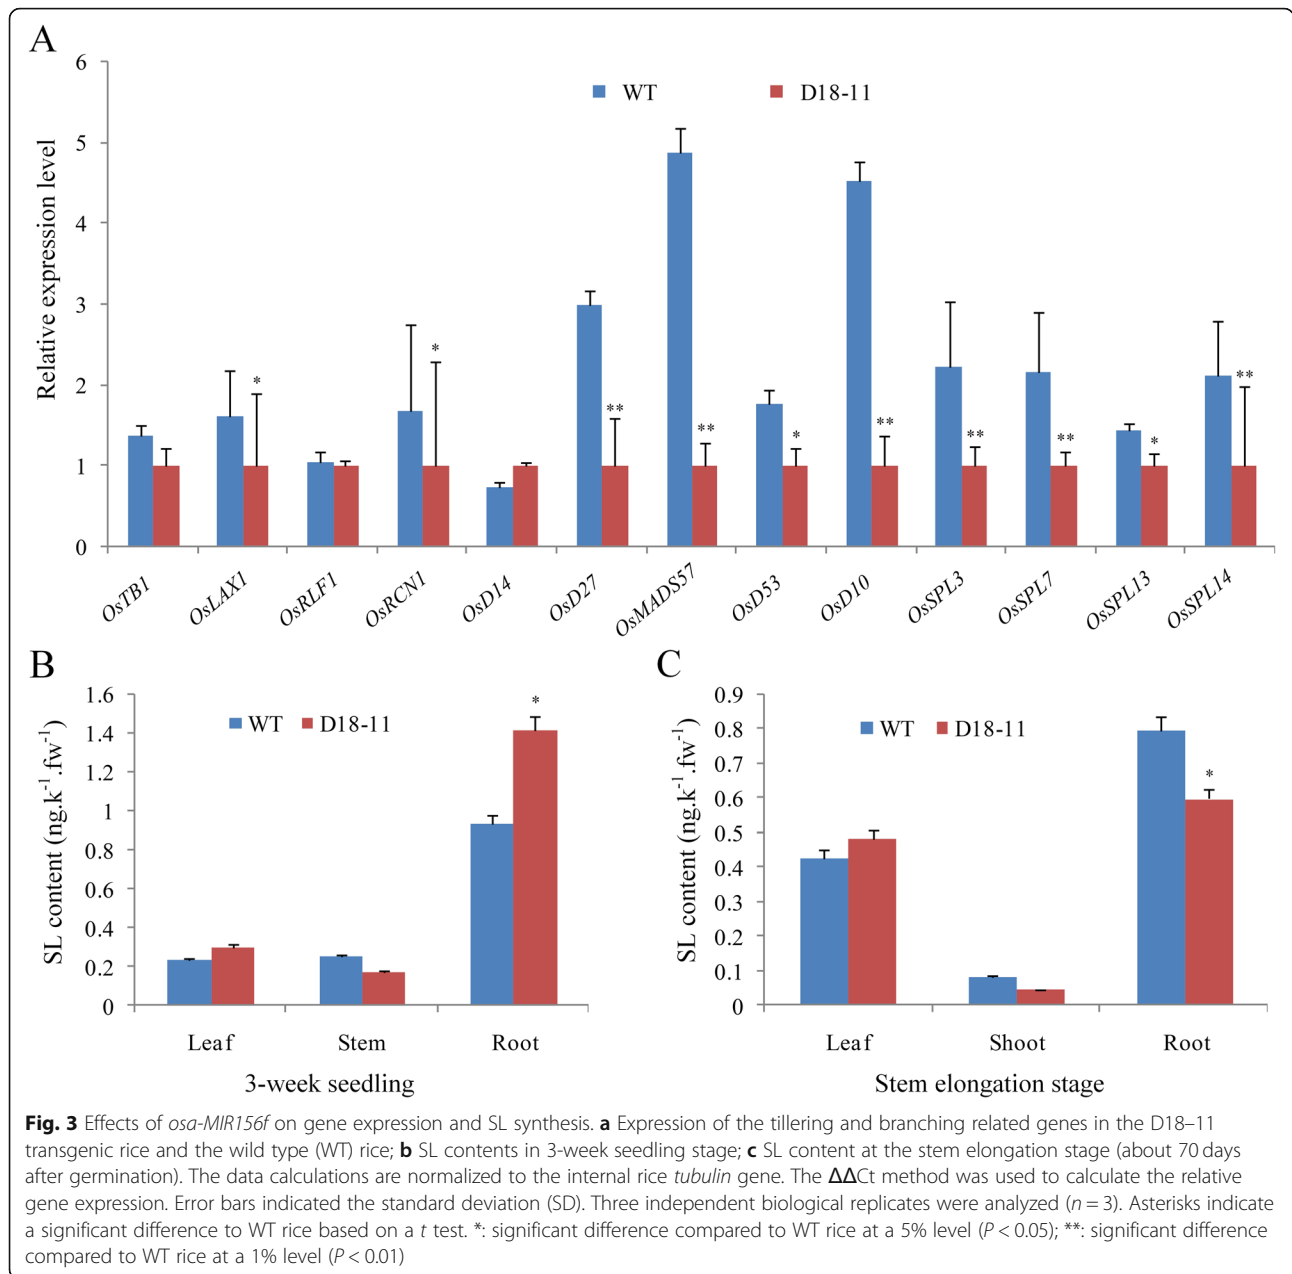 A
6
5
4
3
2
1
0
Relative expression level
WT
D18-11
*
*
**
**
*
**
**
**
*
**
OsTB1
OsLAX1
OsRLF1
OsRCN1
OsD14
OsD27
OsMADS57
OsD53
OsD10
OsSPL3
OsSPL7
OsSPL13
OsSPL14
B
1.6
1.4
1.2
1
0.8
0.6
0.4
0.2
0
SL content (ng.k⁻¹.fw⁻¹)
WT
D18-11
*
Leaf
Stem
Root
3-week seedling
C
0.9
0.8
0.7
0.6
0.5
0.4
0.3
0.2
0.1
0
SL content (ng.k⁻¹.fw⁻¹)
WT
D18-11
*
Leaf
Shoot
Root
Stem elongation stage
Fig. 3 Effects of osa-MIR156f on gene expression and SL synthesis. a Expression of the tillering and branching related genes in the D18–11
transgenic rice and the wild type (WT) rice; b SL contents in 3-week seedling stage; c SL content at the stem elongation stage (about 70 days
after germination). The data calculations are normalized to the internal rice tubulin gene. The ΔΔCt method was used to calculate the relative
gene expression. Error bars indicated the standard deviation (SD). Three independent biological replicates were analyzed (n = 3). Asterisks indicate
a significant difference to WT rice based on a t test. *: significant difference compared to WT rice at a 5% level (P < 0.05); **: significant difference
compared to WT rice at a 1% level (P < 0.01)